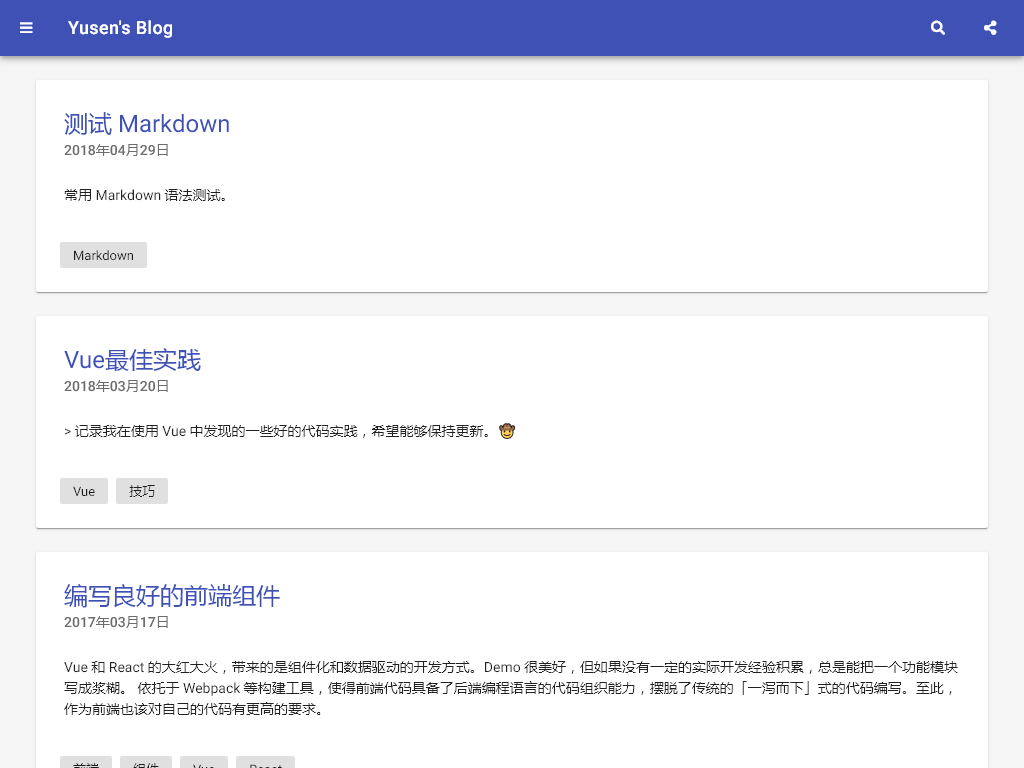 Yusen's Blog
测试 Markdown
2018年04月29日
常用 Markdown 语法测试。
Markdown
Vue最佳实践
2018年03月20日
> 记录我在使用 Vue 中发现的一些好的代码实践，希望能够保持更新。🤠
Vue 技巧
编写良好的前端组件
2017年03月17日
Vue 和 React 的大红大火，带来的是组件化和数据驱动的开发方式。Demo 很美好，但如果没有一定的实际开发经验积累，总是能把一个功能模块
写成浆糊。 依托于 Webpack 等构建工具，使得前端代码具备了后端编程语言的代码组织能力，摆脱了传统的「一泻而下」式的代码编写。至此，
作为前端也该对自己的代码有更高的要求。
前端 组件 Vue React